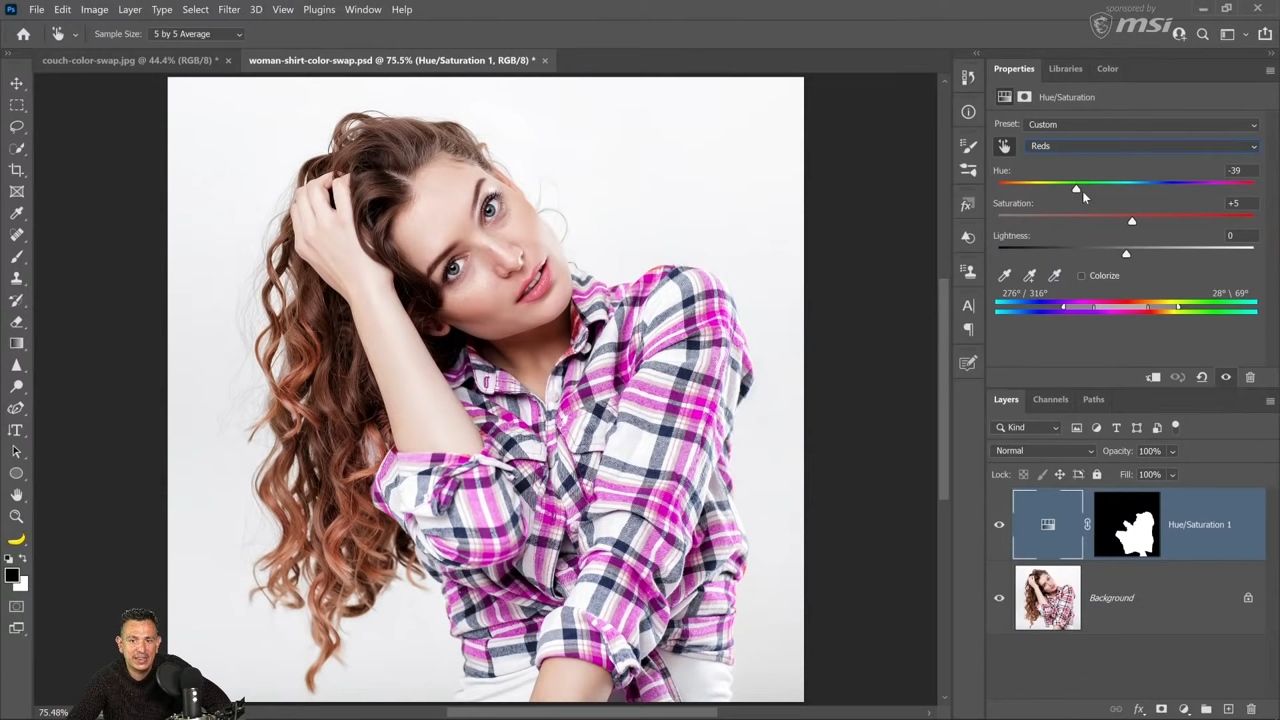 sponsored by
msi
Ps File Edit Image Layer Type Select Filter 3D View Plugins Window Help
Sample Size: 5 by 5 Average
couch-color-swap.jpg @ 44.4% (RGB/8) * × woman-shirt-color-swap.psd @ 75.5% (Hue/Saturation 1, RGB/8) * ×
Properties Libraries Color
Hue/Saturation
Preset: Custom
Reds
Hue: -39
Saturation: +5
Lightness: 0
Colorize
276° / 316° 28° \ 69°
Layers Channels Paths
Kind
Normal Opacity: 100%
Lock: Fill: 100%
Hue/Saturation 1
Background
75.48%